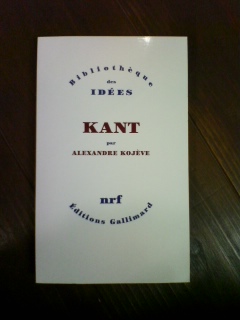 Bibliothèque
des
IDÉES
KANT
par
ALEXANDRE KOJÈVE
nrf
Éditions Gallimard